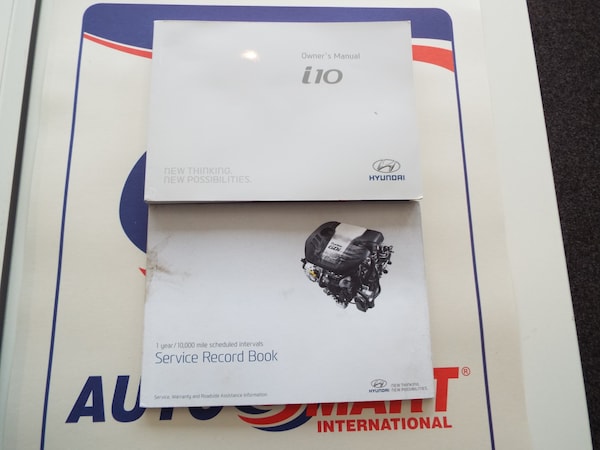 Owner's Manual
i10
NEW THINKING.
NEW POSSIBILITIES.
HYUNDAI
GDi
1 year/10,000 mile scheduled intervals
Service Record Book
Service, Warranty and Roadside Assistance Information
HYUNDAI
NEW THINKING.
NEW POSSIBILITIES.
AUTO MART®
INTERNATIONAL